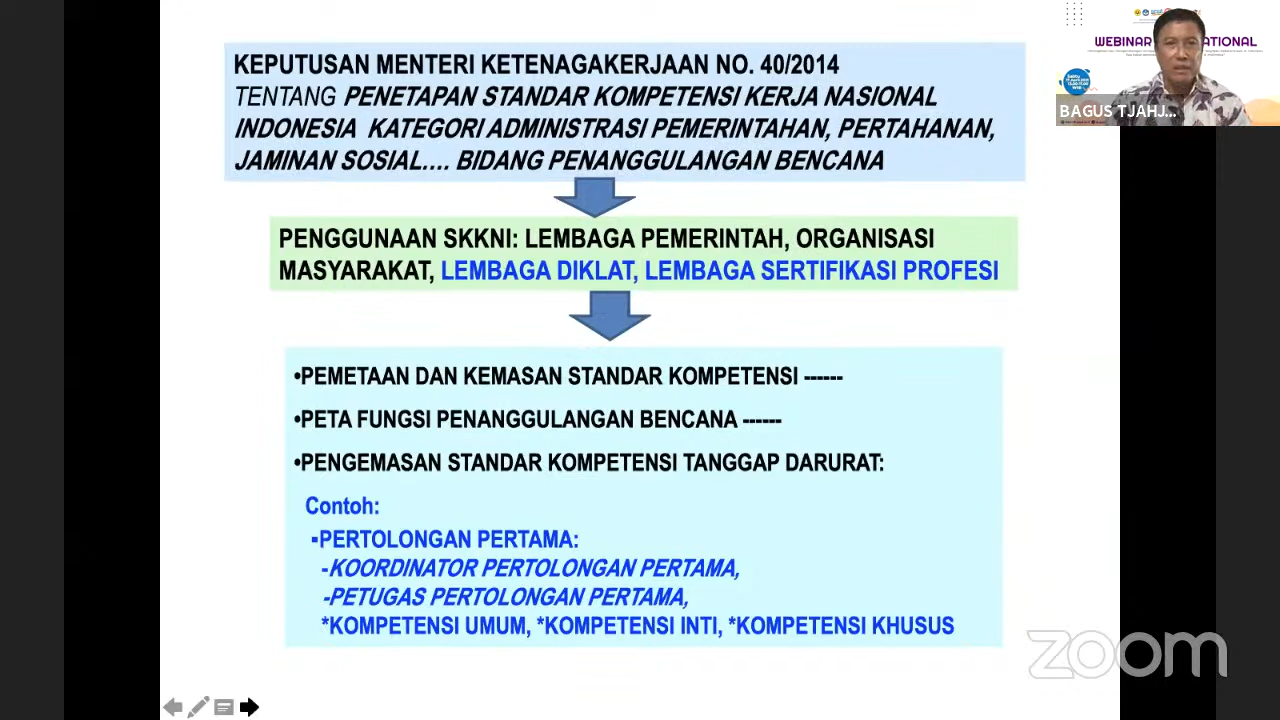 KEPUTUSAN MENTERI KETENAGAKERJAAN NO. 40/2014
TENTANG PENETAPAN STANDAR KOMPETENSI KERJA NASIONAL
INDONESIA KATEGORI ADMINISTRASI PEMERINTAHAN, PERTAHANAN,
JAMINAN SOSIAL.... BIDANG PENANGGULANGAN BENCANA
PENGGUNAAN SKKNI: LEMBAGA PEMERINTAH, ORGANISASI
MASYARAKAT, LEMBAGA DIKLAT, LEMBAGA SERTIFIKASI PROFESI
•PEMETAAN DAN KEMASAN STANDAR KOMPETENSI ------
•PETA FUNGSI PENANGGULANGAN BENCANA ------
•PENGEMASAN STANDAR KOMPETENSI TANGGAP DARURAT:
Contoh:
▪PERTOLONGAN PERTAMA:
-KOORDINATOR PERTOLONGAN PERTAMA,
-PETUGAS PERTOLONGAN PERTAMA,
*KOMPETENSI UMUM, *KOMPETENSI INTI, *KOMPETENSI KHUSUS
WEBINAR
BAGUS TJAHJ...
zoom